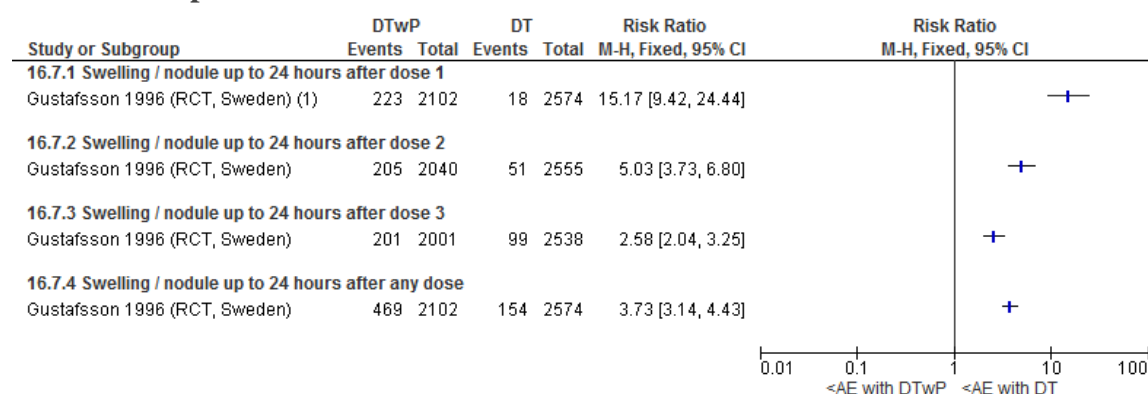 DTwP DT Risk Ratio Risk Ratio
Study or Subgroup Events Total Events Total M-H, Fixed, 95% CI M-H, Fixed, 95% CI
16.7.1 Swelling / nodule up to 24 hours after dose 1
Gustafsson 1996 (RCT, Sweden) (1) 223 2102 18 2574 15.17 [9.42, 24.44]
16.7.2 Swelling / nodule up to 24 hours after dose 2
Gustafsson 1996 (RCT, Sweden) 205 2040 51 2555 5.03 [3.73, 6.80]
16.7.3 Swelling / nodule up to 24 hours after dose 3
Gustafsson 1996 (RCT, Sweden) 201 2001 99 2538 2.58 [2.04, 3.25]
16.7.4 Swelling / nodule up to 24 hours after any dose
Gustafsson 1996 (RCT, Sweden) 469 2102 154 2574 3.73 [3.14, 4.43]
0.01 0.1 1 10 100
<AE with DTwP <AE with DT